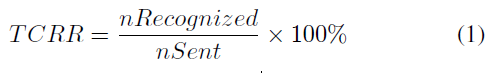 TCRR = nRecognized / nSent × 100% (1)